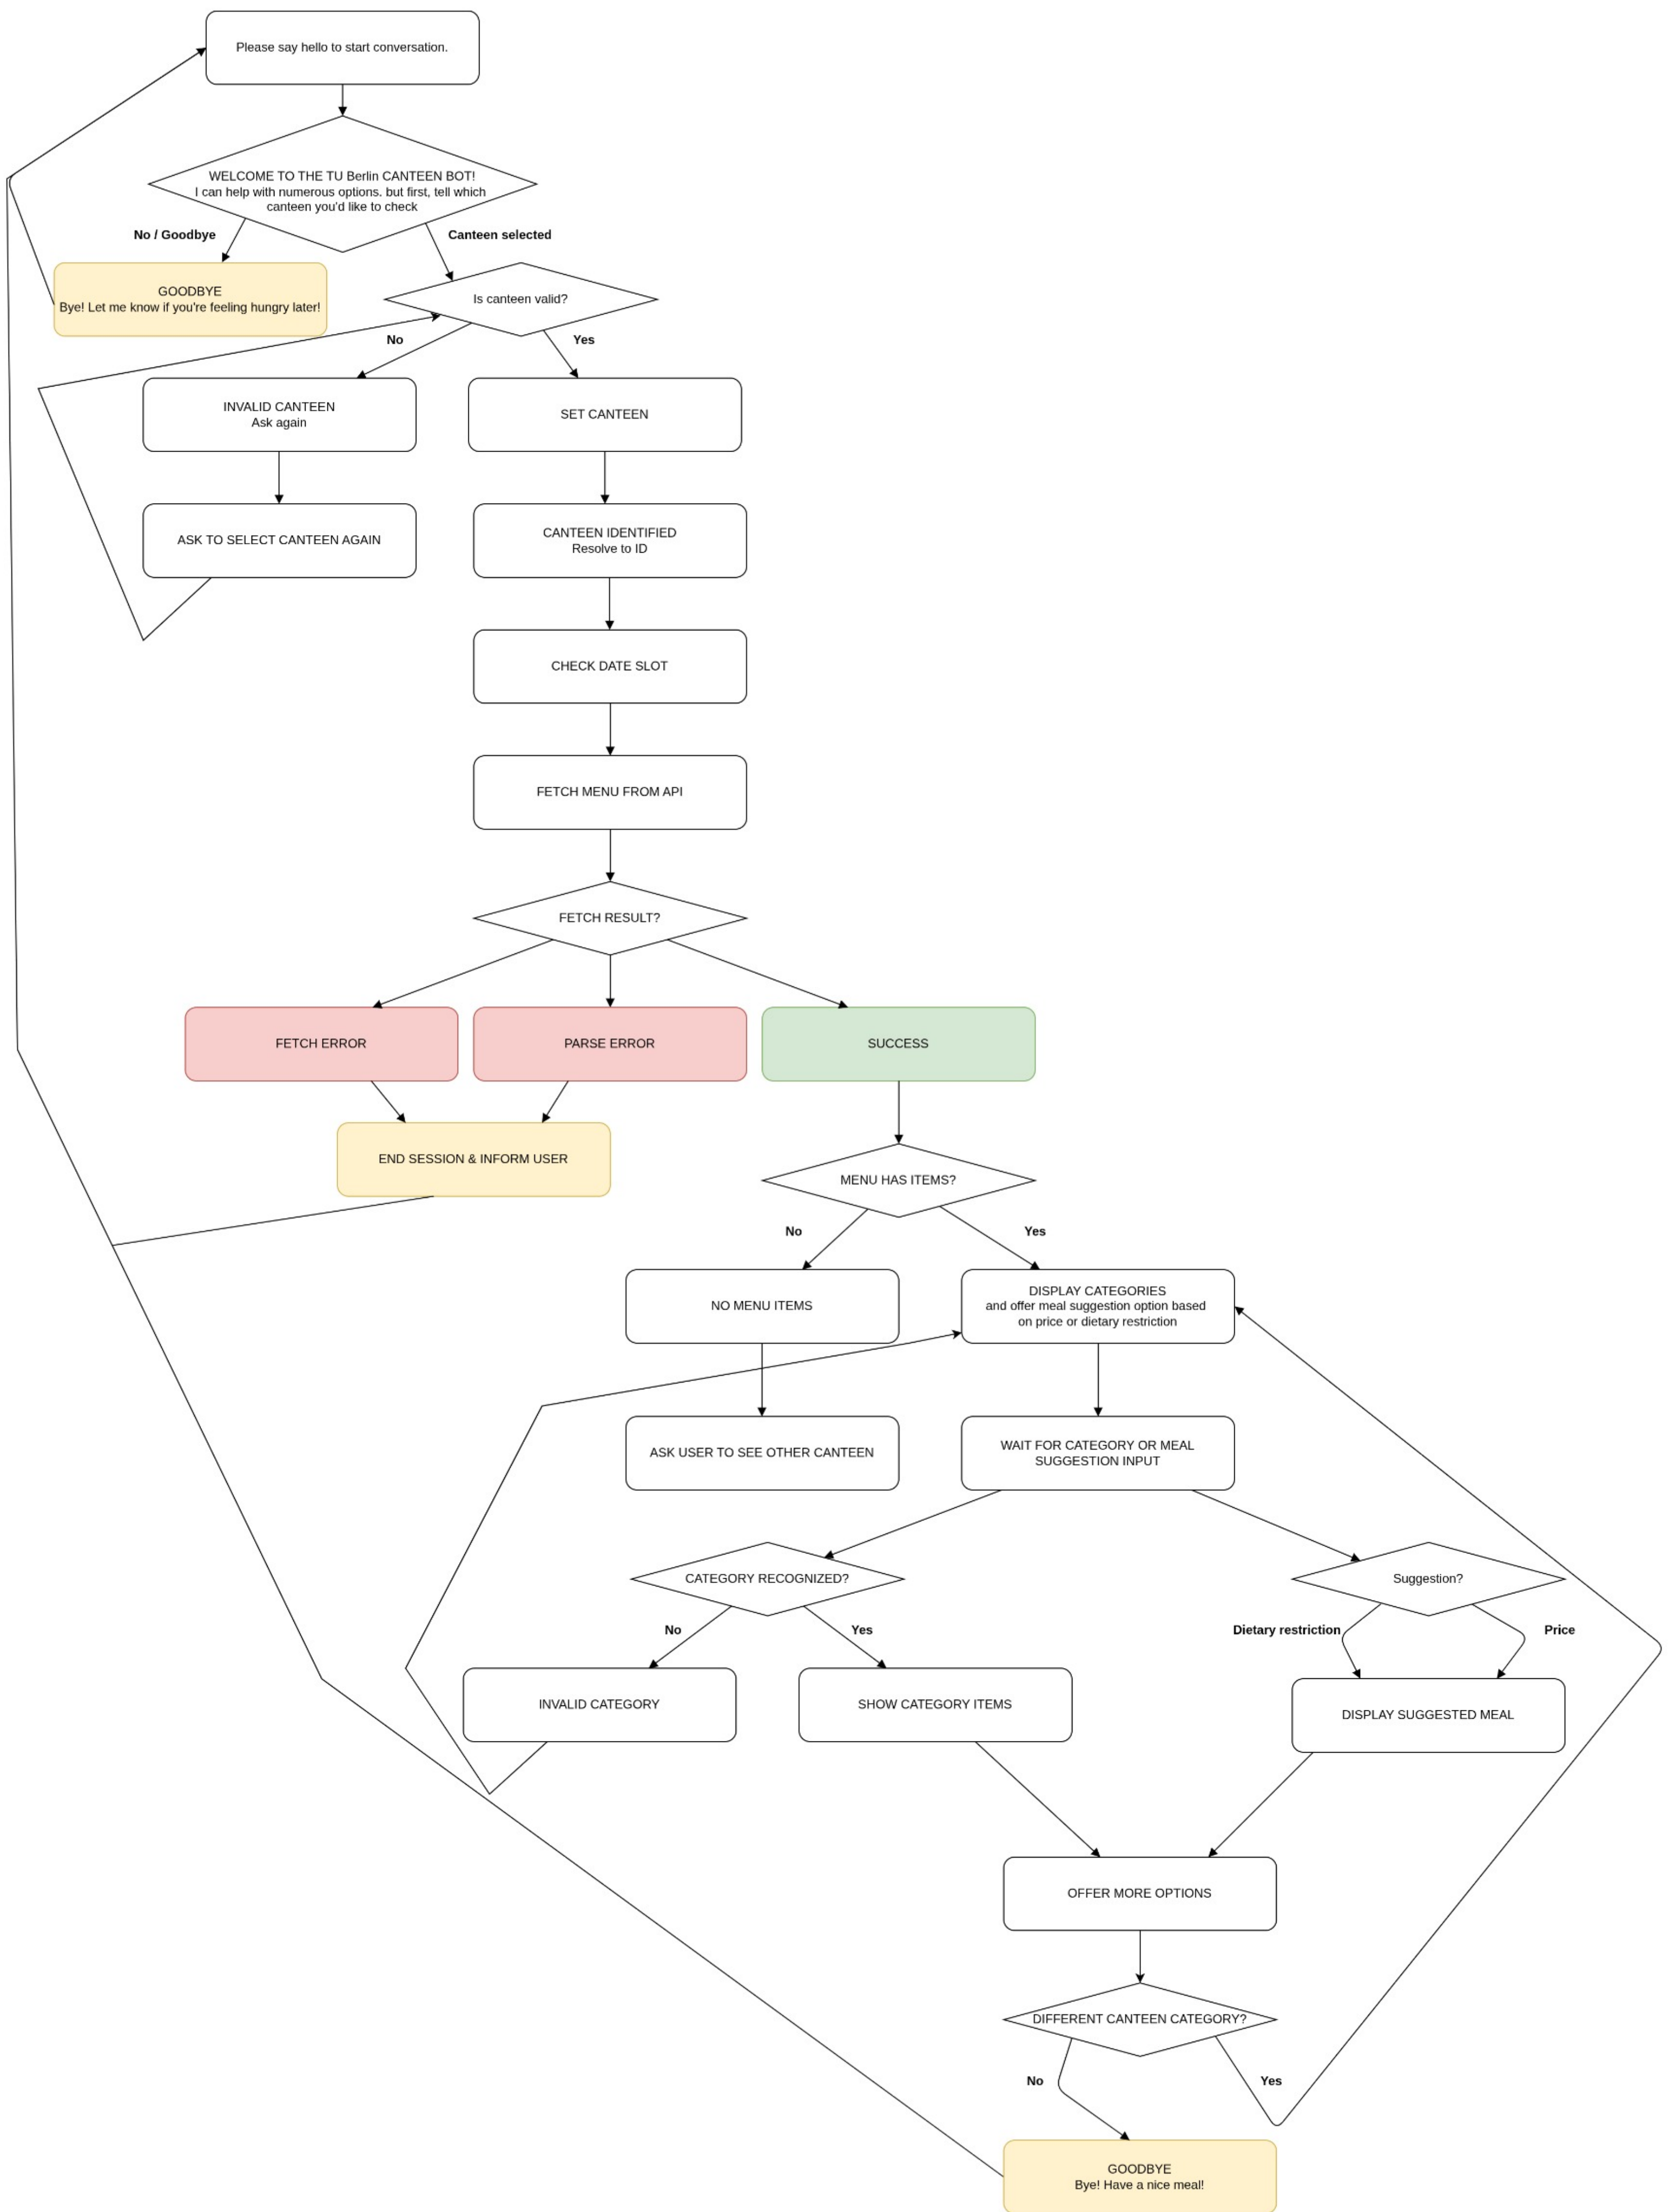 Please say hello to start conversation.
WELCOME TO THE TU Berlin CANTEEN BOT!
I can help with numerous options. but first, tell which
canteen you'd like to check
No / Goodbye
Canteen selected
GOODBYE
Bye! Let me know if you're feeling hungry later!
Is canteen valid?
No
Yes
INVALID CANTEEN
Ask again
SET CANTEEN
ASK TO SELECT CANTEEN AGAIN
CANTEEN IDENTIFIED
Resolve to ID
CHECK DATE SLOT
FETCH MENU FROM API
FETCH RESULT?
FETCH ERROR
PARSE ERROR
SUCCESS
END SESSION & INFORM USER
MENU HAS ITEMS?
No
Yes
NO MENU ITEMS
DISPLAY CATEGORIES
and offer meal suggestion option based
on price or dietary restriction
ASK USER TO SEE OTHER CANTEEN
WAIT FOR CATEGORY OR MEAL
SUGGESTION INPUT
CATEGORY RECOGNIZED?
Suggestion?
No
Yes
Dietary restriction
Price
INVALID CATEGORY
SHOW CATEGORY ITEMS
DISPLAY SUGGESTED MEAL
OFFER MORE OPTIONS
DIFFERENT CANTEEN CATEGORY?
No
Yes
GOODBYE
Bye! Have a nice meal!